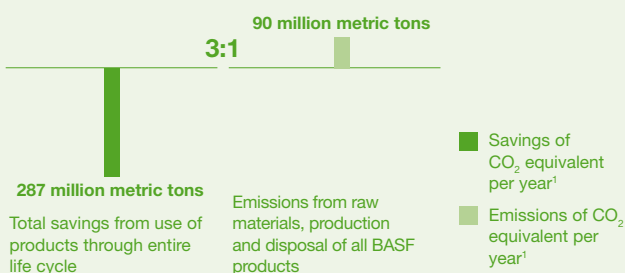 90 million metric tons
3:1
287 million metric tons
Total savings from use of
products through entire
life cycle
Emissions from raw
materials, production
and disposal of all BASF
products
Savings of
CO₂ equivalent
per year¹
Emissions of CO₂
equivalent per
year¹